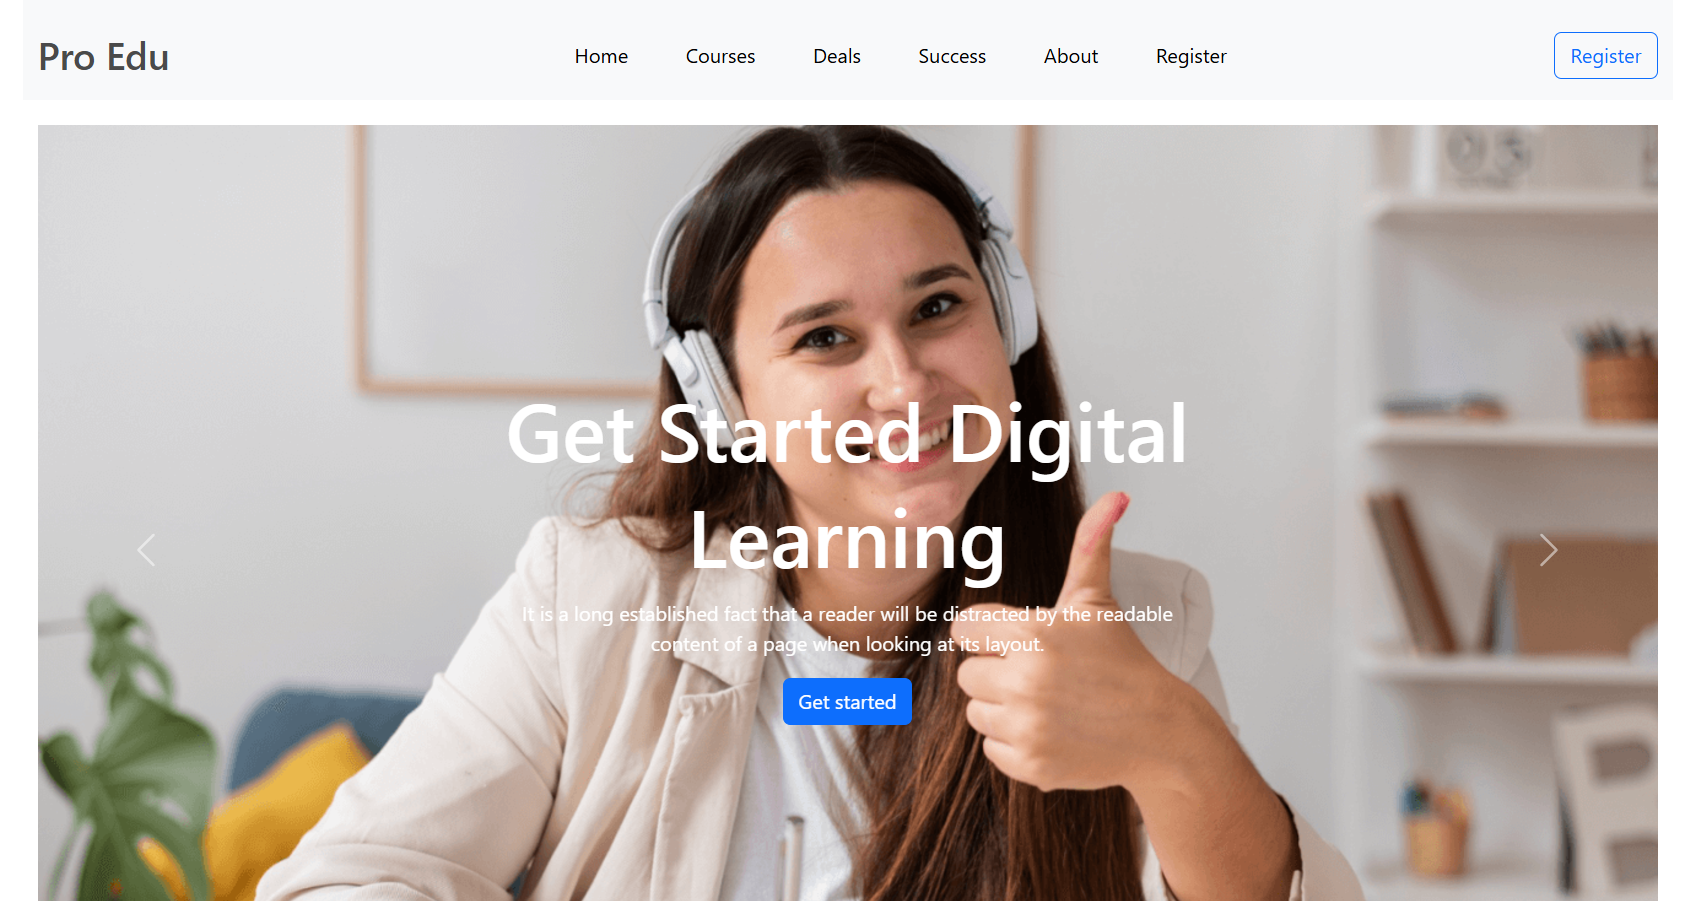 Pro Edu
Home Courses Deals Success About Register
Register
Get Started Digital
Learning
It is a long established fact that a reader will be distracted by the readable
content of a page when looking at its layout.
Get started